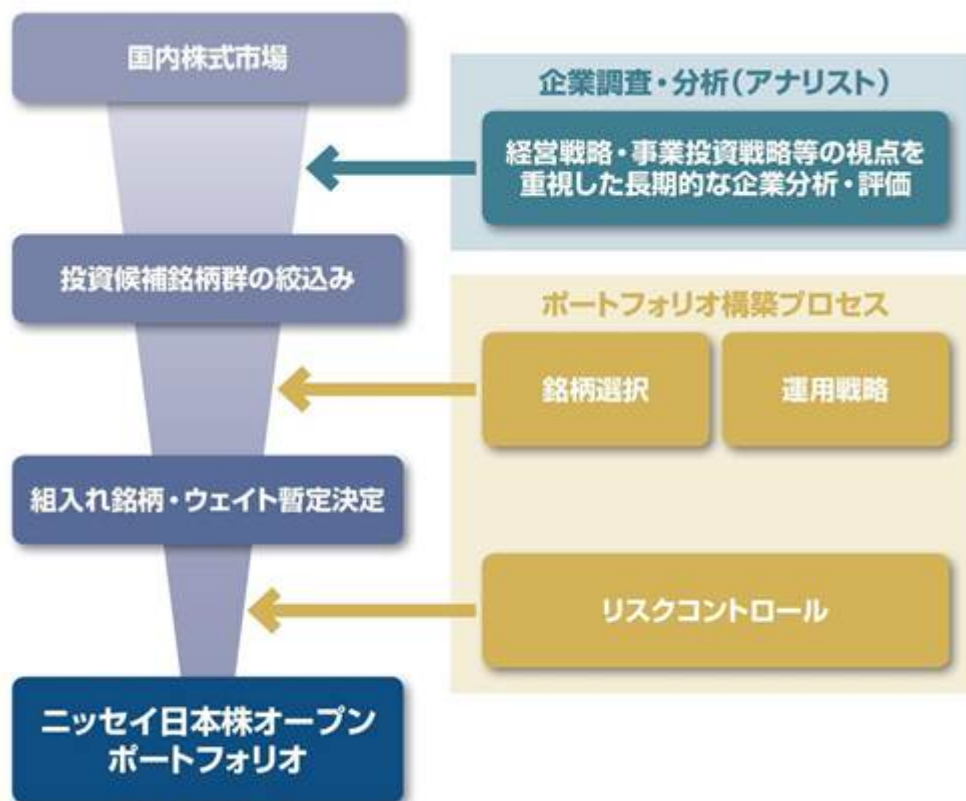 国内株式市場
企業調査・分析(アナリスト)
経営戦略・事業投資戦略等の視点を
重視した長期的な企業分析・評価
投資候補銘柄群の絞込み
ポートフォリオ構築プロセス
銘柄選択
運用戦略
組入れ銘柄・ウェイト暫定決定
リスクコントロール
ニッセイ日本株オープン
ポートフォリオ